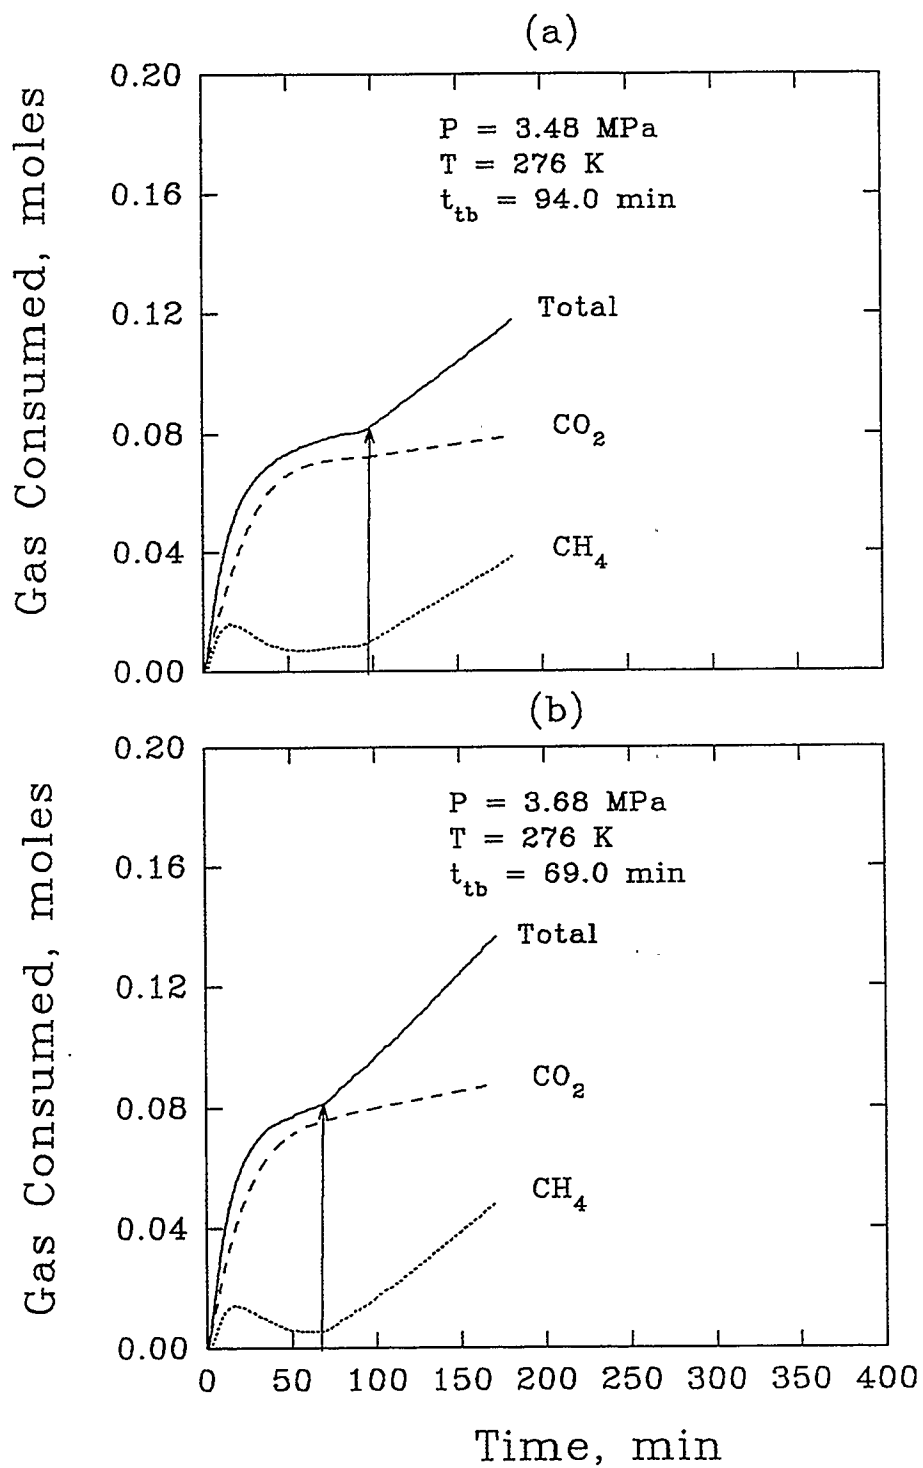 (a)
Gas Consumed, moles
0.20
0.16
0.12
0.08
0.04
0.00
P = 3.48 MPa
T = 276 K
t_tb = 94.0 min
Total
CO₂
CH₄
(b)
Gas Consumed, moles
0.20
0.16
0.12
0.08
0.04
0.00
P = 3.68 MPa
T = 276 K
t_tb = 69.0 min
Total
CO₂
CH₄
0 50 100 150 200 250 300 350 400
Time, min